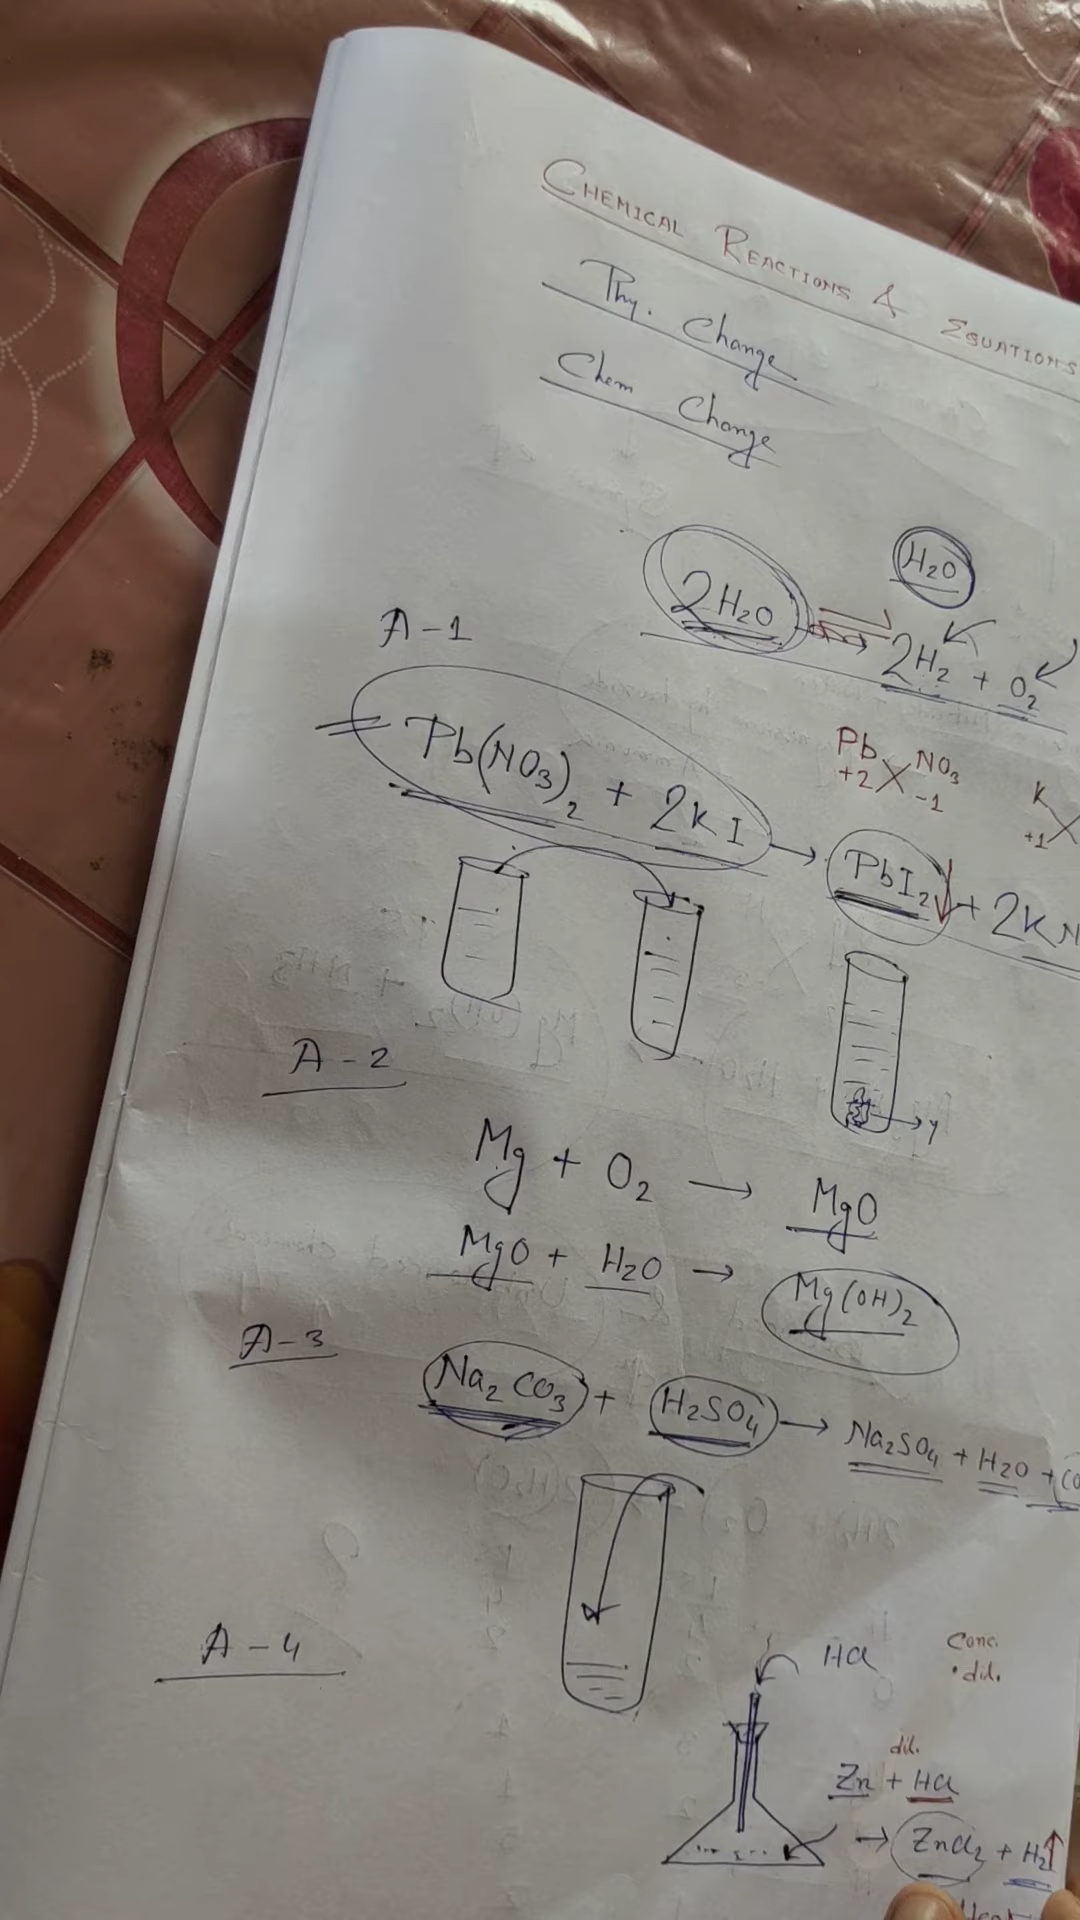 CHEMICAL REACTIONS & EQUATIONS
Phy. Change
Chem Change
H2O
2H2O ⇌ 2H2 + O2
A-1
Pb NO3
+2 -1
K
+1
Pb(NO3)2 + 2KI → PbI2↓ + 2KN
y
A-2
Mg + O2 → MgO
MgO + H2O → Mg(OH)2
A-3
Na2CO3 + H2SO4 → Na2SO4 + H2O + CO
A-4
HCl
Conc.
• dil.
dil.
Zn + HCl
→ ZnCl2 + H2↑